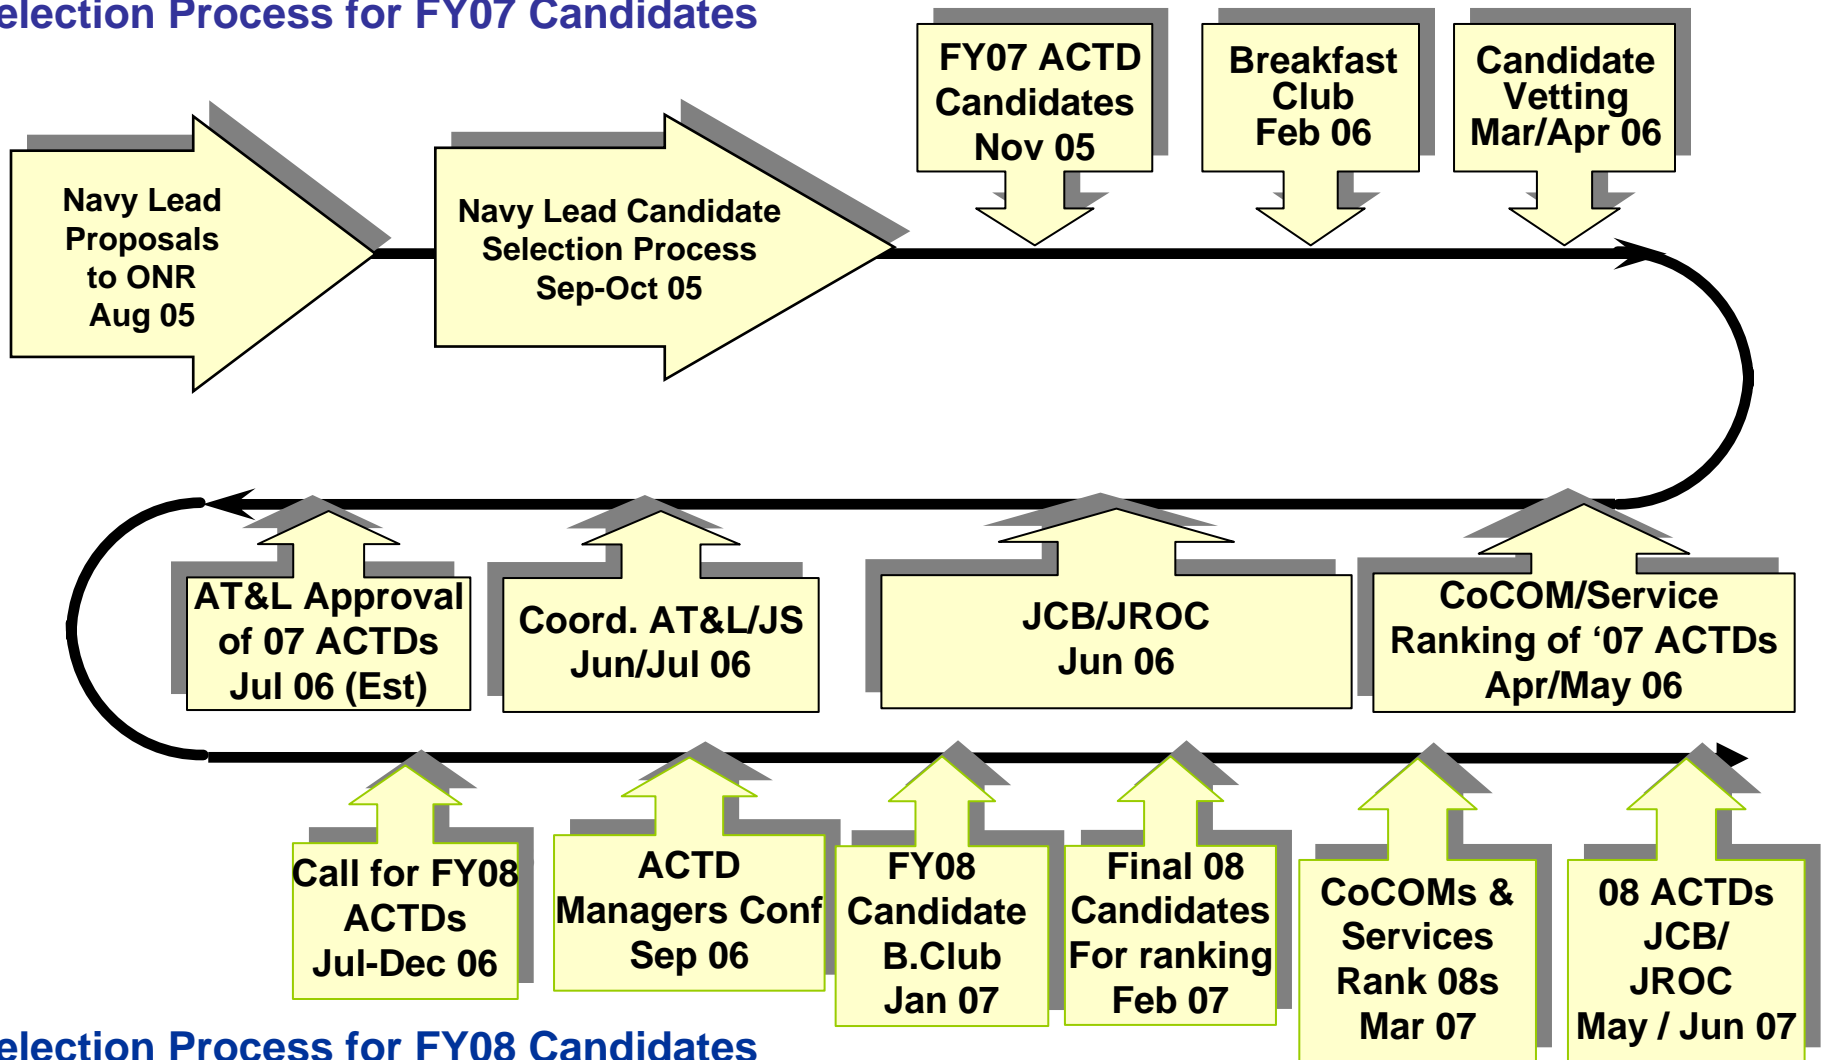 election Process for FY07 Candidates
Navy Lead
Proposals
to ONR
Aug 05
Navy Lead Candidate
Selection Process
Sep-Oct 05
FY07 ACTD
Candidates
Nov 05
Breakfast
Club
Feb 06
Candidate
Vetting
Mar/Apr 06
CoCOM/Service
Ranking of ‘07 ACTDs
Apr/May 06
JCB/JROC
Jun 06
Coord. AT&L/JS
Jun/Jul 06
AT&L Approval
of 07 ACTDs
Jul 06 (Est)
Call for FY08
ACTDs
Jul-Dec 06
ACTD
Managers Conf
Sep 06
FY08
Candidate
B.Club
Jan 07
Final 08
Candidates
For ranking
Feb 07
CoCOMs &
Services
Rank 08s
Mar 07
08 ACTDs
JCB/
JROC
May / Jun 07
election Process for FY08 Candidates